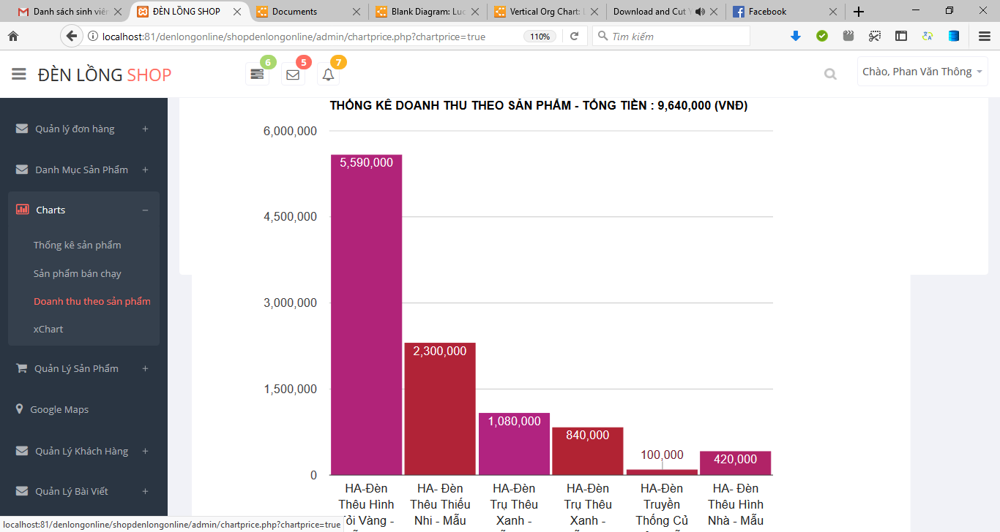 Danh sách sinh viên
ĐÈN LỒNG SHOP
Documents
Blank Diagram: Luc
Vertical Org Chart:
Download and Cut Y
Facebook
localhost:81/denlongonline/shopdenlongonline/admin/chartprice.php?chartprice=true
110%
Tìm kiếm
ĐÈN LỒNG SHOP
6
5
7
Chào, Phan Văn Thông
Quản lý đơn hàng +
Danh Mục Sản Phẩm +
Charts −
Thống kê sản phẩm
Sản phẩm bán chạy
Doanh thu theo sản phẩm
xChart
Quản Lý Sản Phẩm +
Google Maps
Quản Lý Khách Hàng +
Quản Lý Bài Viết +
THỐNG KÊ DOANH THU THEO SẢN PHẨM - TỔNG TIỀN : 9,640,000 (VNĐ)
6,000,000
4,500,000
3,000,000
1,500,000
0
5,590,000
2,300,000
1,080,000
840,000
100,000
420,000
HA-Đèn
Thêu Hình
Tỏi Vàng -
HA- Đèn
Thêu Thiếu
Nhi - Mẫu
HA-Đèn
Trụ Thêu
Xanh -
HA-Đèn
Trụ Thêu
Xanh -
HA-Đèn
Truyền
Thống Củ
HA- Đèn
Thêu Hình
Nhà - Mẫu
localhost:81/denlongonline/shopdenlongonline/admin/chartprice.php?chartprice=true